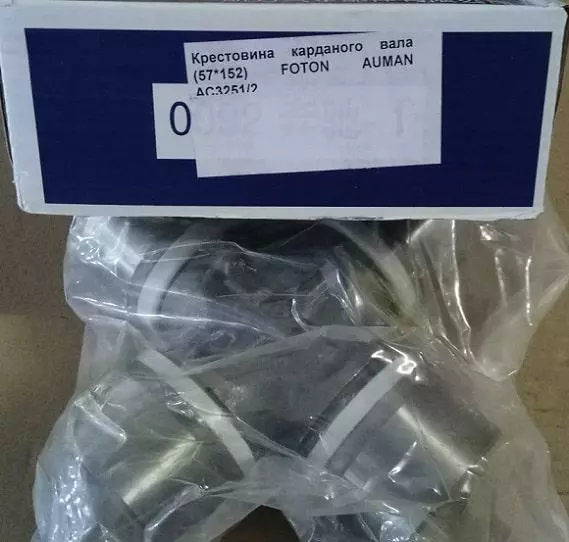 Крестовина карданого вала
(57*152) FOTON AUMAN
AC3251/2